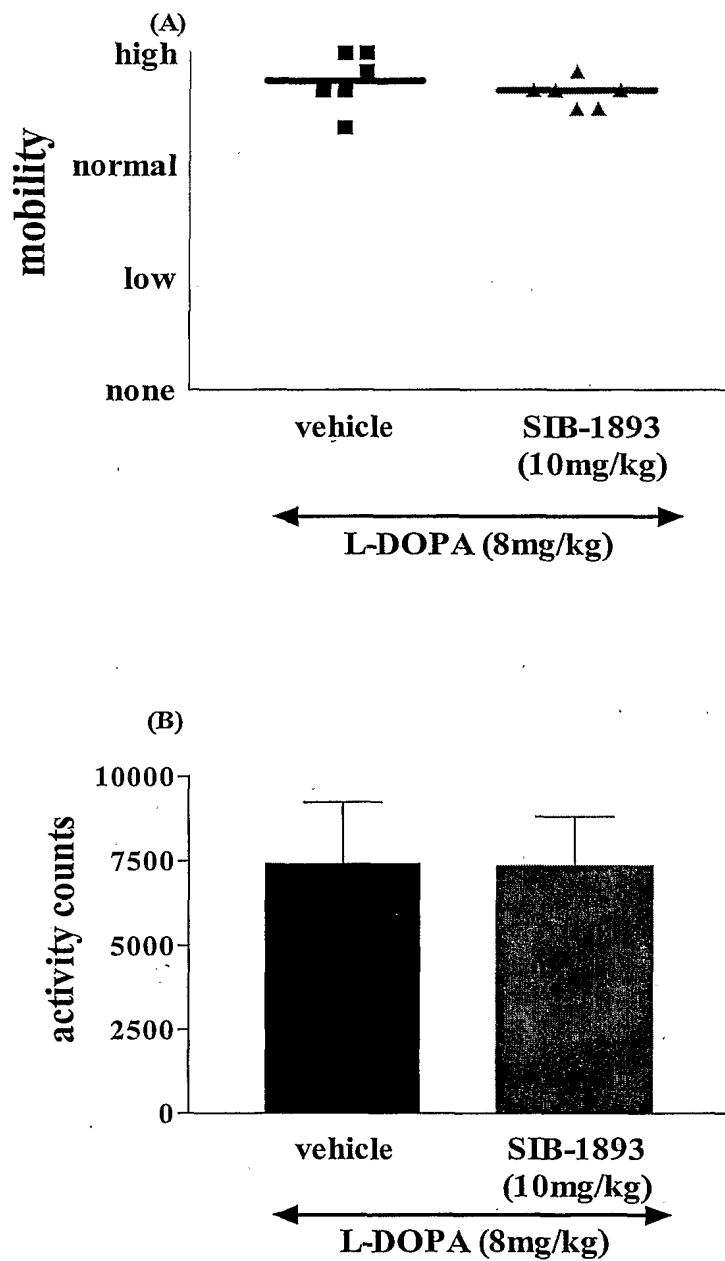 (A)
high
normal
low
none
mobility
vehicle
SIB-1893
(10mg/kg)
L-DOPA (8mg/kg)
(B)
10000
7500
5000
2500
0
activity counts
vehicle
SIB-1893
(10mg/kg)
L-DOPA (8mg/kg)